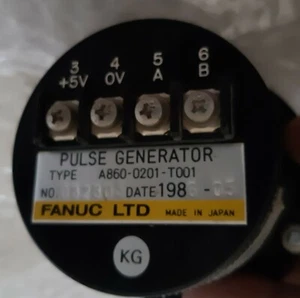 3 4 5 6
+5V 0V A B
PULSE GENERATOR
TYPE A860-0201-T001
NO. DATE 198
FANUC LTD MADE IN JAPAN
KG